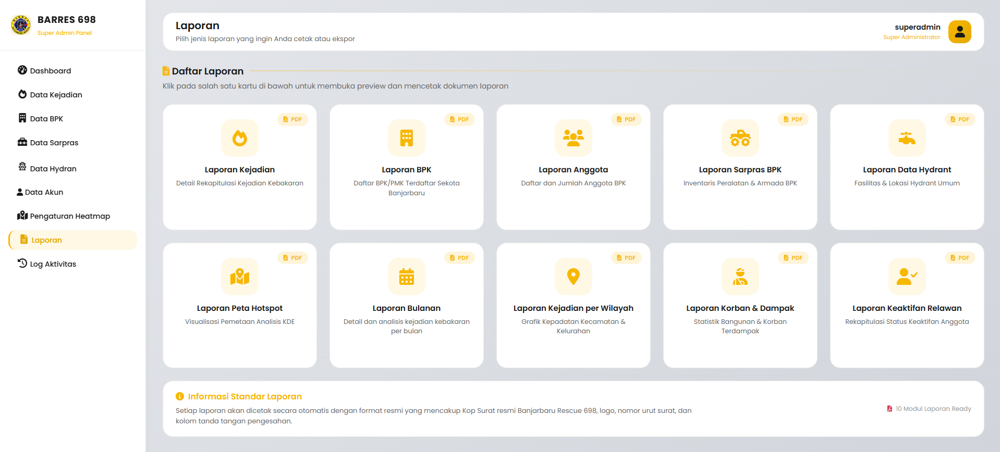 BARRES 698
Super Admin Panel
Dashboard
Data Kejadian
Data BPK
Data Sarpras
Data Hydran
Data Akun
Pengaturan Heatmap
Laporan
Log Aktivitas
Laporan
Pilih jenis laporan yang ingin Anda cetak atau ekspor
superadmin
Super Administrator
Daftar Laporan
Klik pada salah satu kartu di bawah untuk membuka preview dan mencetak dokumen laporan
PDF
Laporan Kejadian
Detail Rekapitulasi Kejadian Kebakaran
PDF
Laporan BPK
Daftar BPK/PMK Terdaftar Sekota
Banjarbaru
PDF
Laporan Anggota
Daftar dan Jumlah Anggota BPK
PDF
Laporan Sarpras BPK
Inventaris Peralatan & Armada BPK
PDF
Laporan Data Hydrant
Fasilitas & Lokasi Hydrant Umum
PDF
Laporan Peta Hotspot
Visualisasi Pemetaan Analisis KDE
PDF
Laporan Bulanan
Detail dan analisis kejadian kebakaran
per bulan
PDF
Laporan Kejadian per Wilayah
Grafik Kepadatan Kecamatan &
Kelurahan
PDF
Laporan Korban & Dampak
Statistik Bangunan & Korban
Terdampak
PDF
Laporan Keaktifan Relawan
Rekapitulasi Status Keaktifan Anggota
Informasi Standar Laporan
Setiap laporan akan dicetak secara otomatis dengan format resmi yang mencakup Kop Surat resmi Banjarbaru Rescue 698, logo, nomor urut surat, dan
kolom tanda tangan pengesahan.
10 Modul Laporan Ready